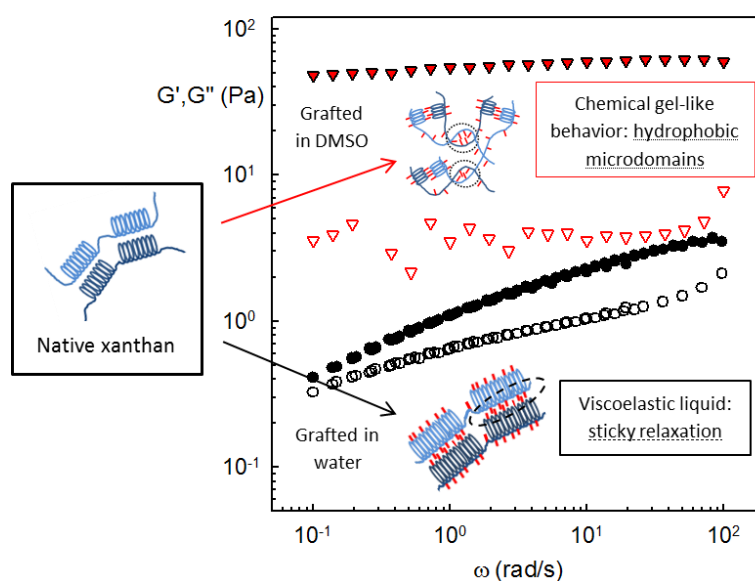 10²
G',G'' (Pa)
10¹
10⁰
10⁻¹
Grafted
in DMSO
Chemical gel-like
behavior: hydrophobic
microdomains
Native xanthan
Grafted in
water
Viscoelastic liquid:
sticky relaxation
10⁻¹ 10⁰ 10¹ 10²
ω (rad/s)